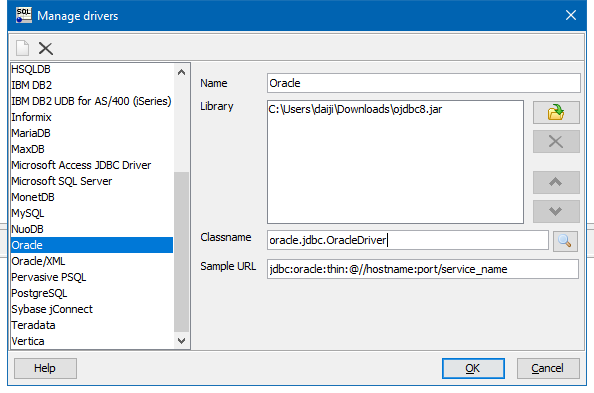 SQL
Manage drivers
HSQLDB
IBM DB2
IBM DB2 UDB for AS/400 (iSeries)
Informix
MariaDB
MaxDB
Microsoft Access JDBC Driver
Microsoft SQL Server
MonetDB
MySQL
NuoDB
Oracle
Oracle/XML
Pervasive PSQL
PostgreSQL
Sybase jConnect
Teradata
Vertica
Name
Oracle
Library
C:\Users\daiji\Downloads\ojdbc8.jar
Classname
oracle.jdbc.OracleDriver
Sample URL
jdbc:oracle:thin:@//hostname:port/service_name
Help
OK
Cancel